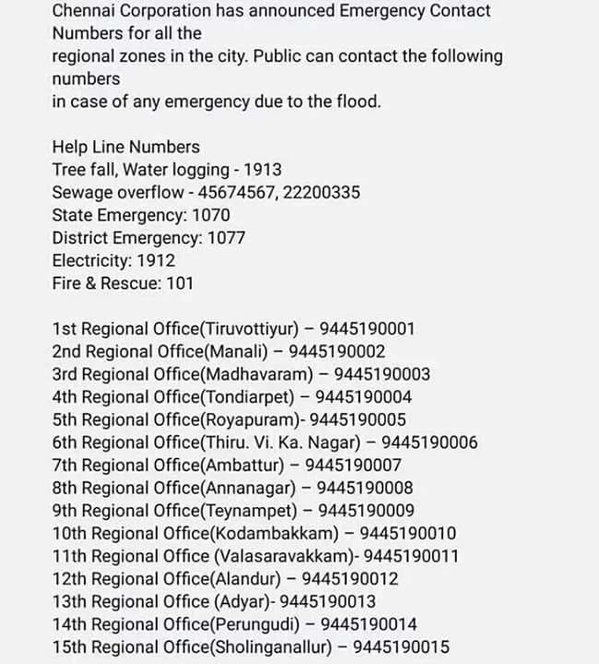 Chennai Corporation has announced Emergency Contact
Numbers for all the
regional zones in the city. Public can contact the following
numbers
in case of any emergency due to the flood.
Help Line Numbers
Tree fall, Water logging - 1913
Sewage overflow - 45674567, 22200335
State Emergency: 1070
District Emergency: 1077
Electricity: 1912
Fire & Rescue: 101
1st Regional Office(Tiruvottiyur) – 9445190001
2nd Regional Office(Manali) – 9445190002
3rd Regional Office(Madhavaram) – 9445190003
4th Regional Office(Tondiarpet) – 9445190004
5th Regional Office(Royapuram)- 9445190005
6th Regional Office(Thiru. Vi. Ka. Nagar) – 9445190006
7th Regional Office(Ambattur) – 9445190007
8th Regional Office(Annanagar) – 9445190008
9th Regional Office(Teynampet) – 9445190009
10th Regional Office(Kodambakkam) – 9445190010
11th Regional Office (Valasaravakkam)- 9445190011
12th Regional Office(Alandur) – 9445190012
13th Regional Office (Adyar)- 9445190013
14th Regional Office(Perungudi) – 9445190014
15th Regional Office(Sholinganallur) – 9445190015